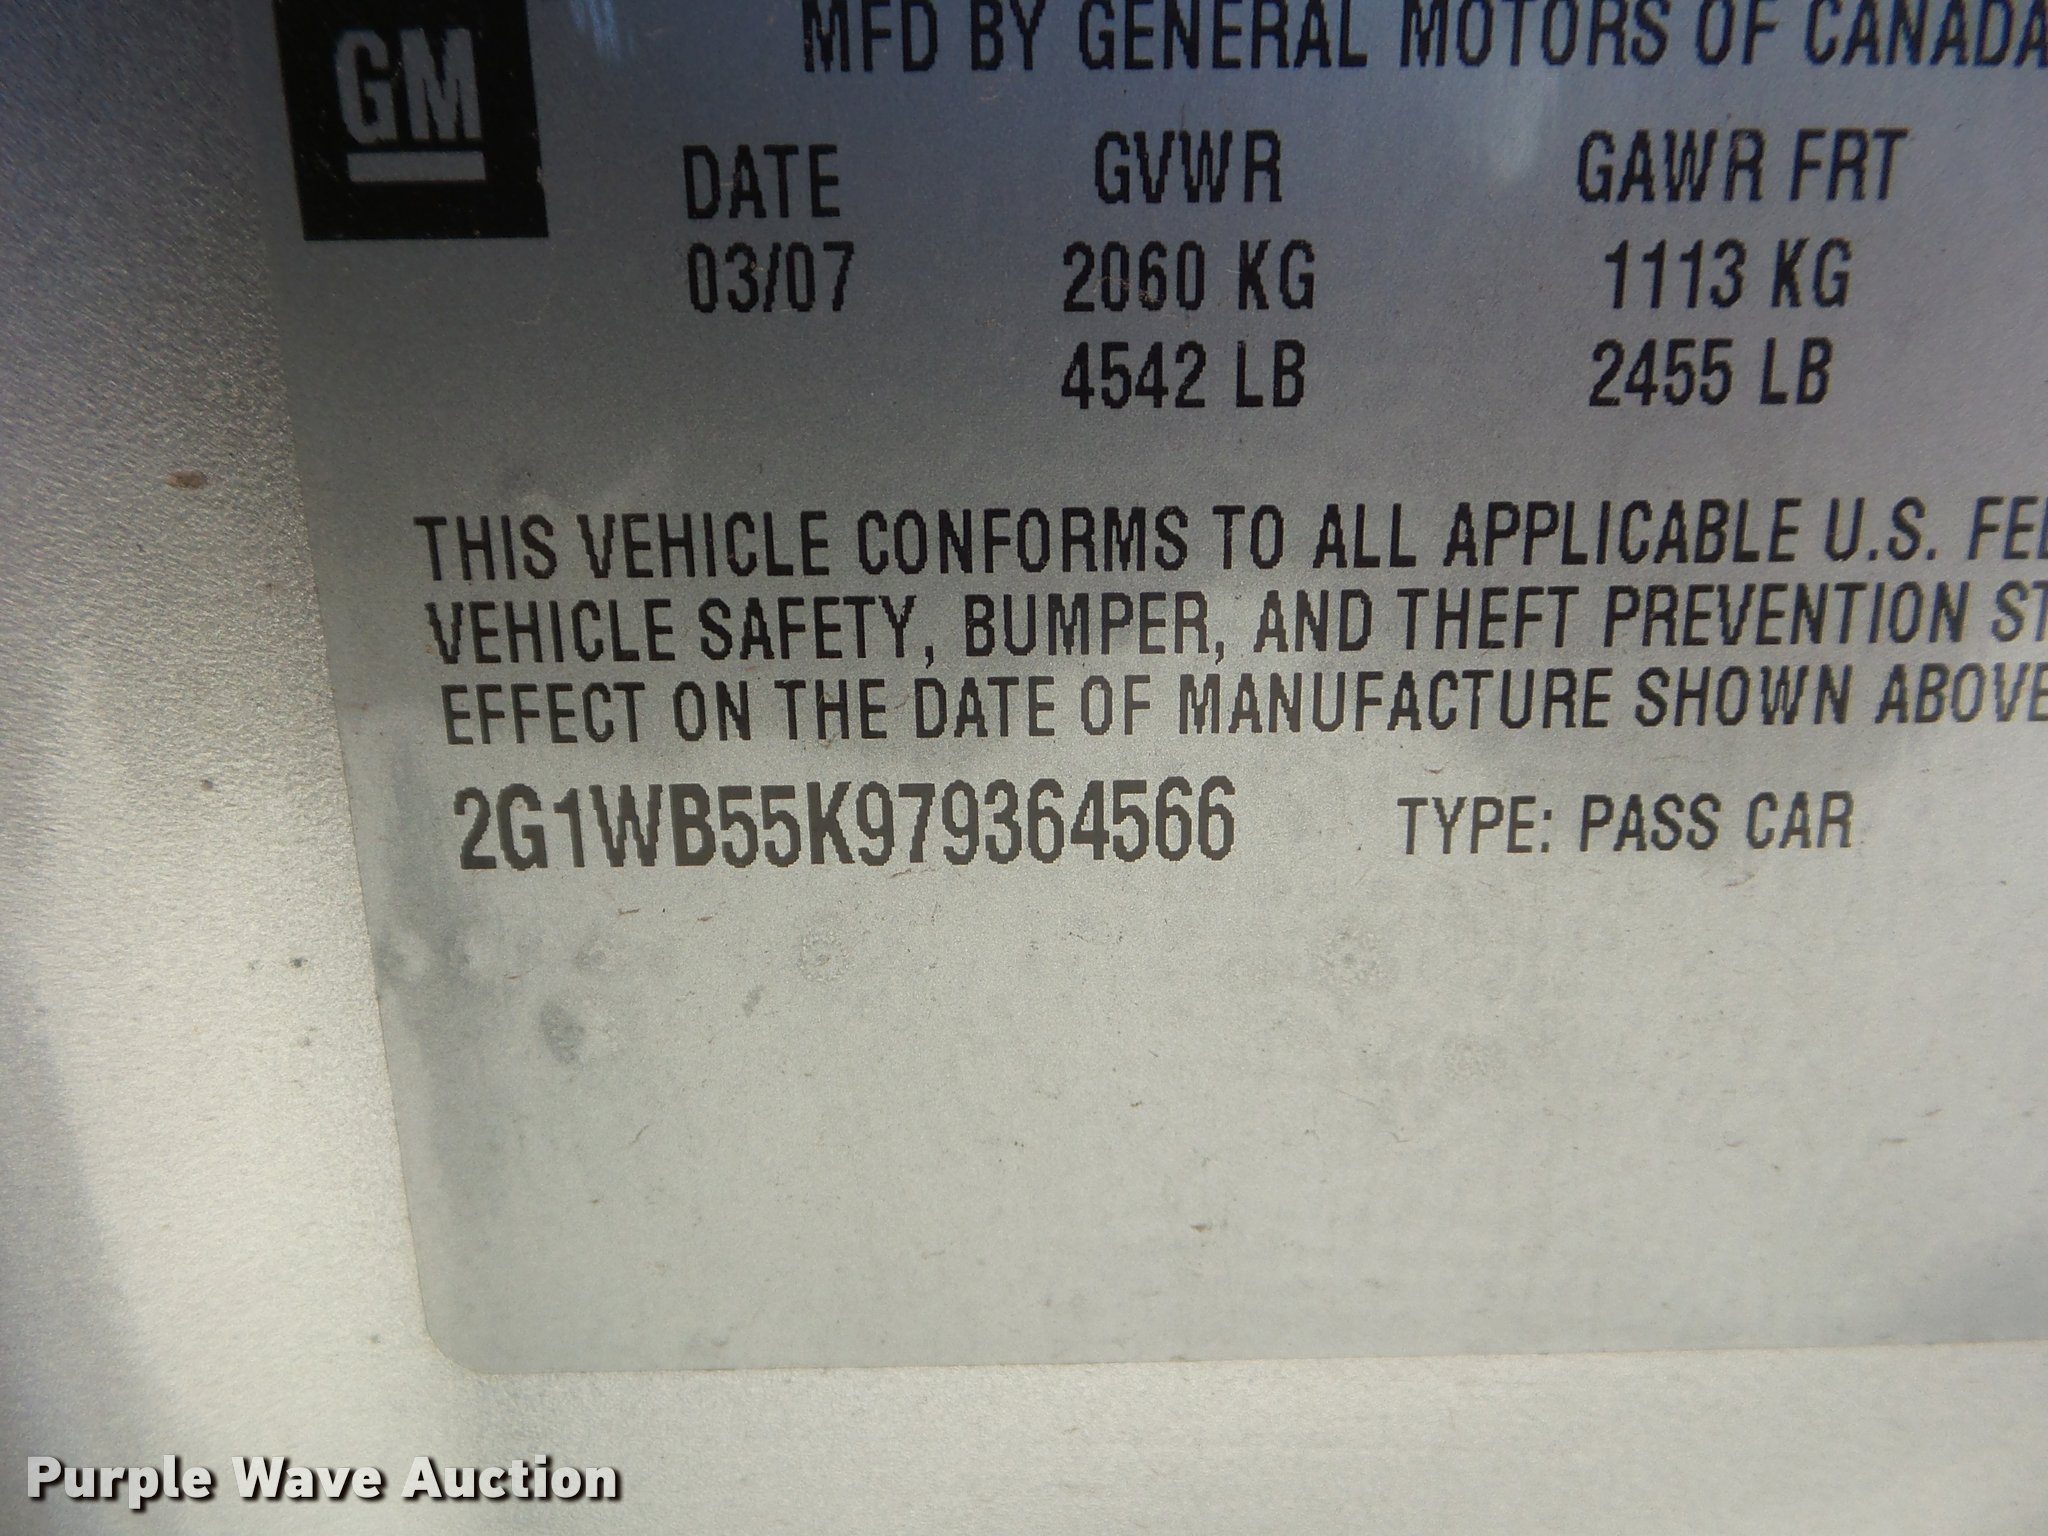 GM
MFD BY GENERAL MOTORS OF CANADA
DATE GVWR GAWR FRT
03/07 2060 KG 1113 KG
4542 LB 2455 LB
THIS VEHICLE CONFORMS TO ALL APPLICABLE U.S.
VEHICLE SAFETY, BUMPER, AND THEFT PREVENTION
EFFECT ON THE DATE OF MANUFACTURE SHOWN ABOVE
2G1WB55K979364566 TYPE: PASS CAR
Purple Wave Auction